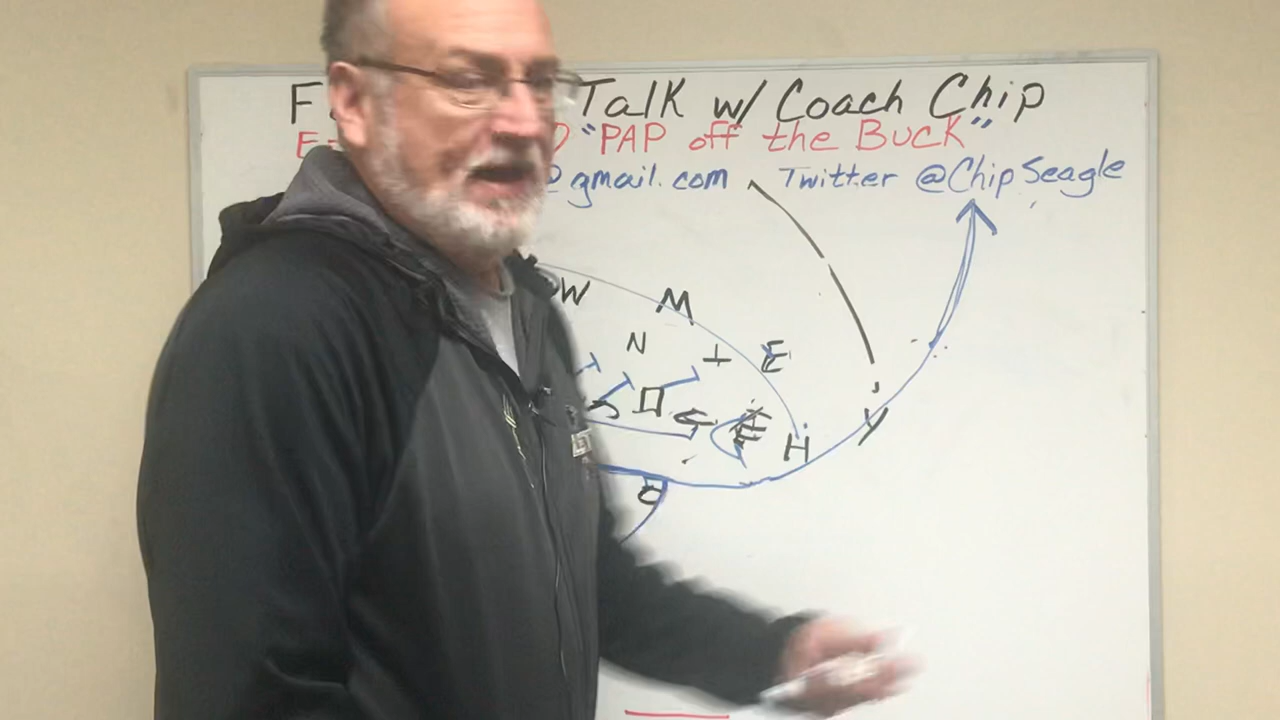 Talk w/ Coach Chip
"PAP off the Buck"
@gmail.com Twitter @ChipSeagle
W M
N E
H Y